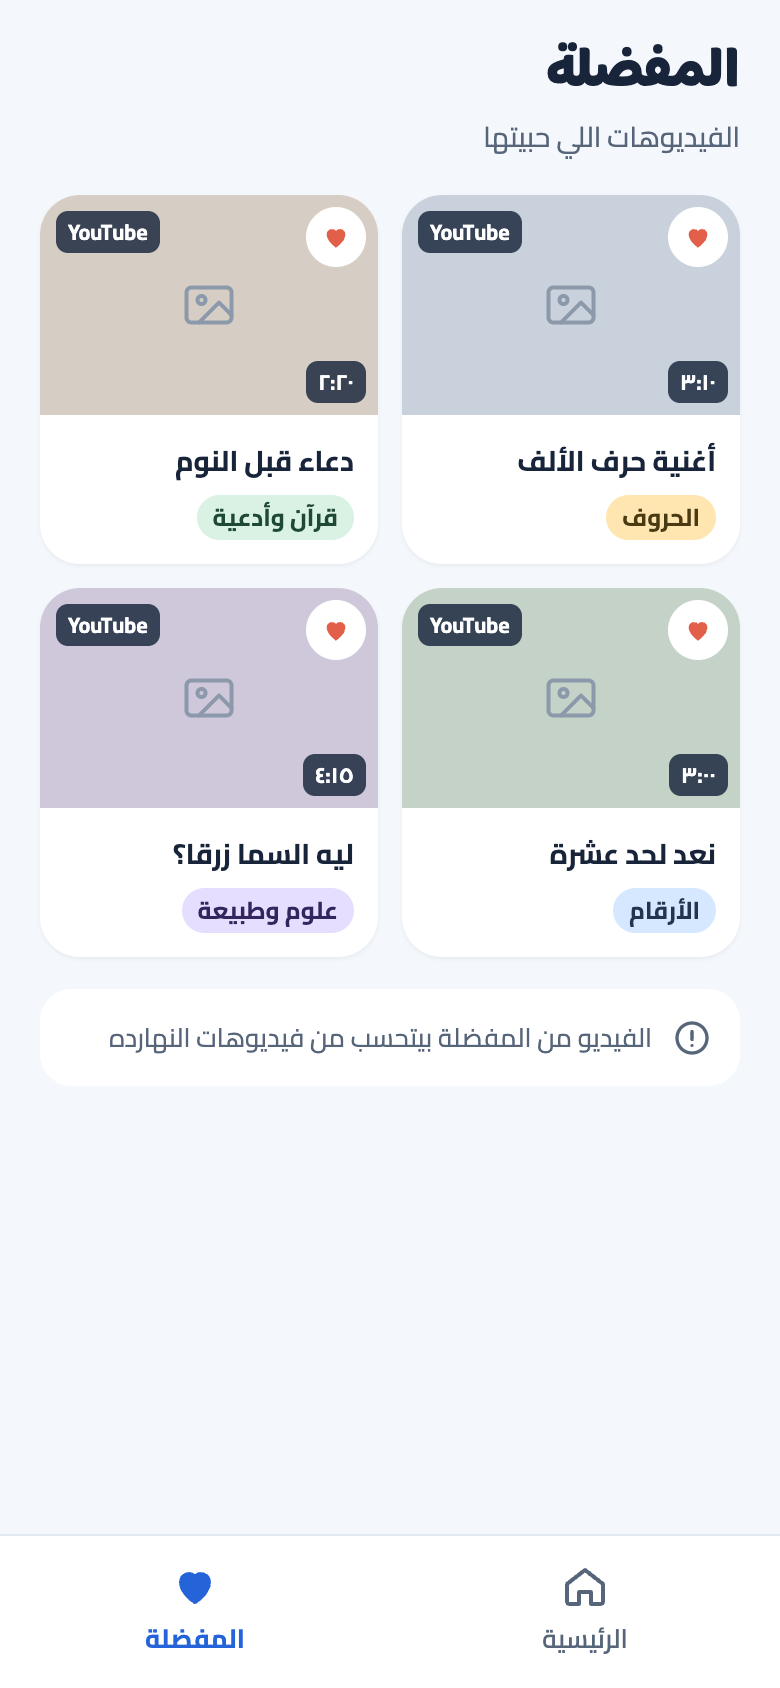 المفضلة
الفيديوهات اللي حبيتها
YouTube
٣:١٠
أغنية حرف الألف
الحروف
YouTube
٢:٢٠
دعاء قبل النوم
قرآن وأدعية
YouTube
٣:٠٠
نعد لحد عشرة
الأرقام
YouTube
٤:١٥
ليه السما زرقا؟
علوم وطبيعة
الفيديو من المفضلة بيتحسب من فيديوهات النهارده
الرئيسية
المفضلة